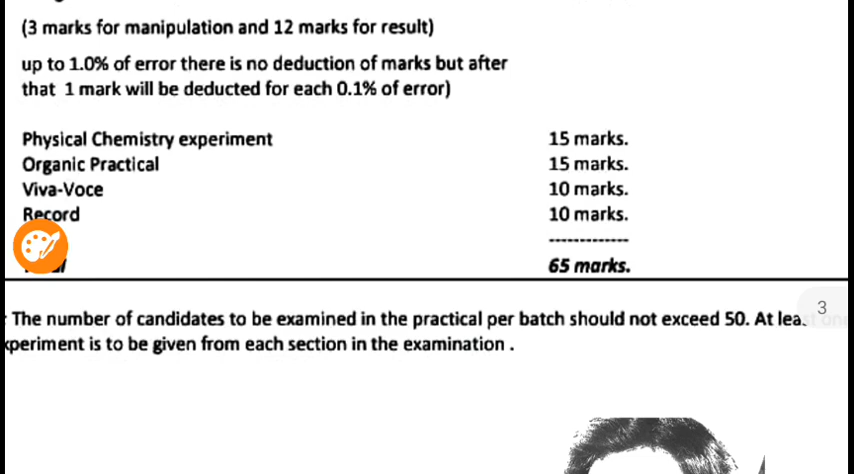 (3 marks for manipulation and 12 marks for result)
up to 1.0% of error there is no deduction of marks but after
that 1 mark will be deducted for each 0.1% of error)
Physical Chemistry experiment 15 marks.
Organic Practical 15 marks.
Viva-Voce 10 marks.
Record 10 marks.
-------------
65 marks.
3
The number of candidates to be examined in the practical per batch should not exceed 50. At least one
periment is to be given from each section in the examination .